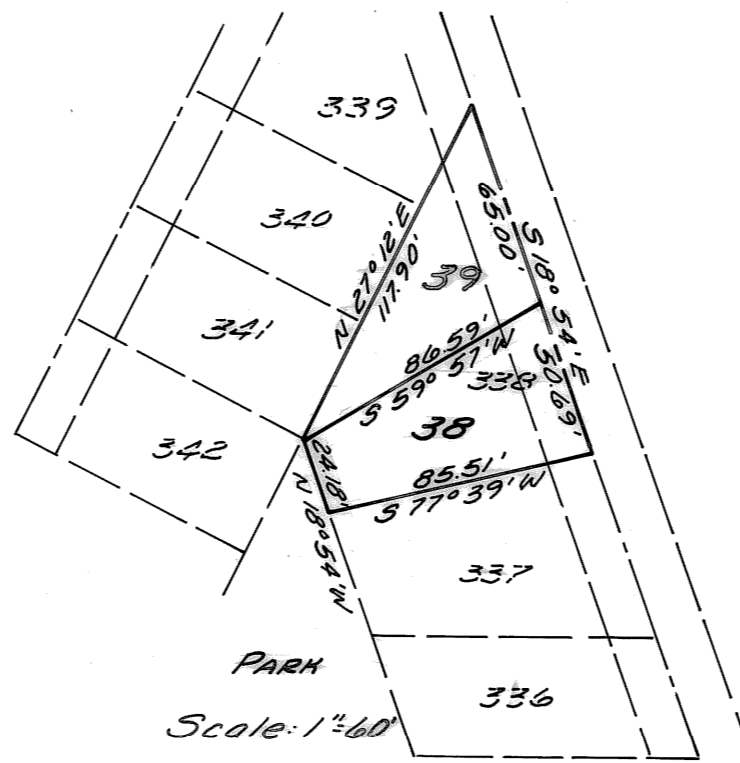 339
340
341
342
N 27° 12' E
117.90'
39
65.00'
S 18° 54' E
86.59'
S 59° 57' W
338
50.69'
38
24.18'
N 18° 54' W
85.51'
S 77° 39' W
337
336
PARK
Scale: 1"=60'